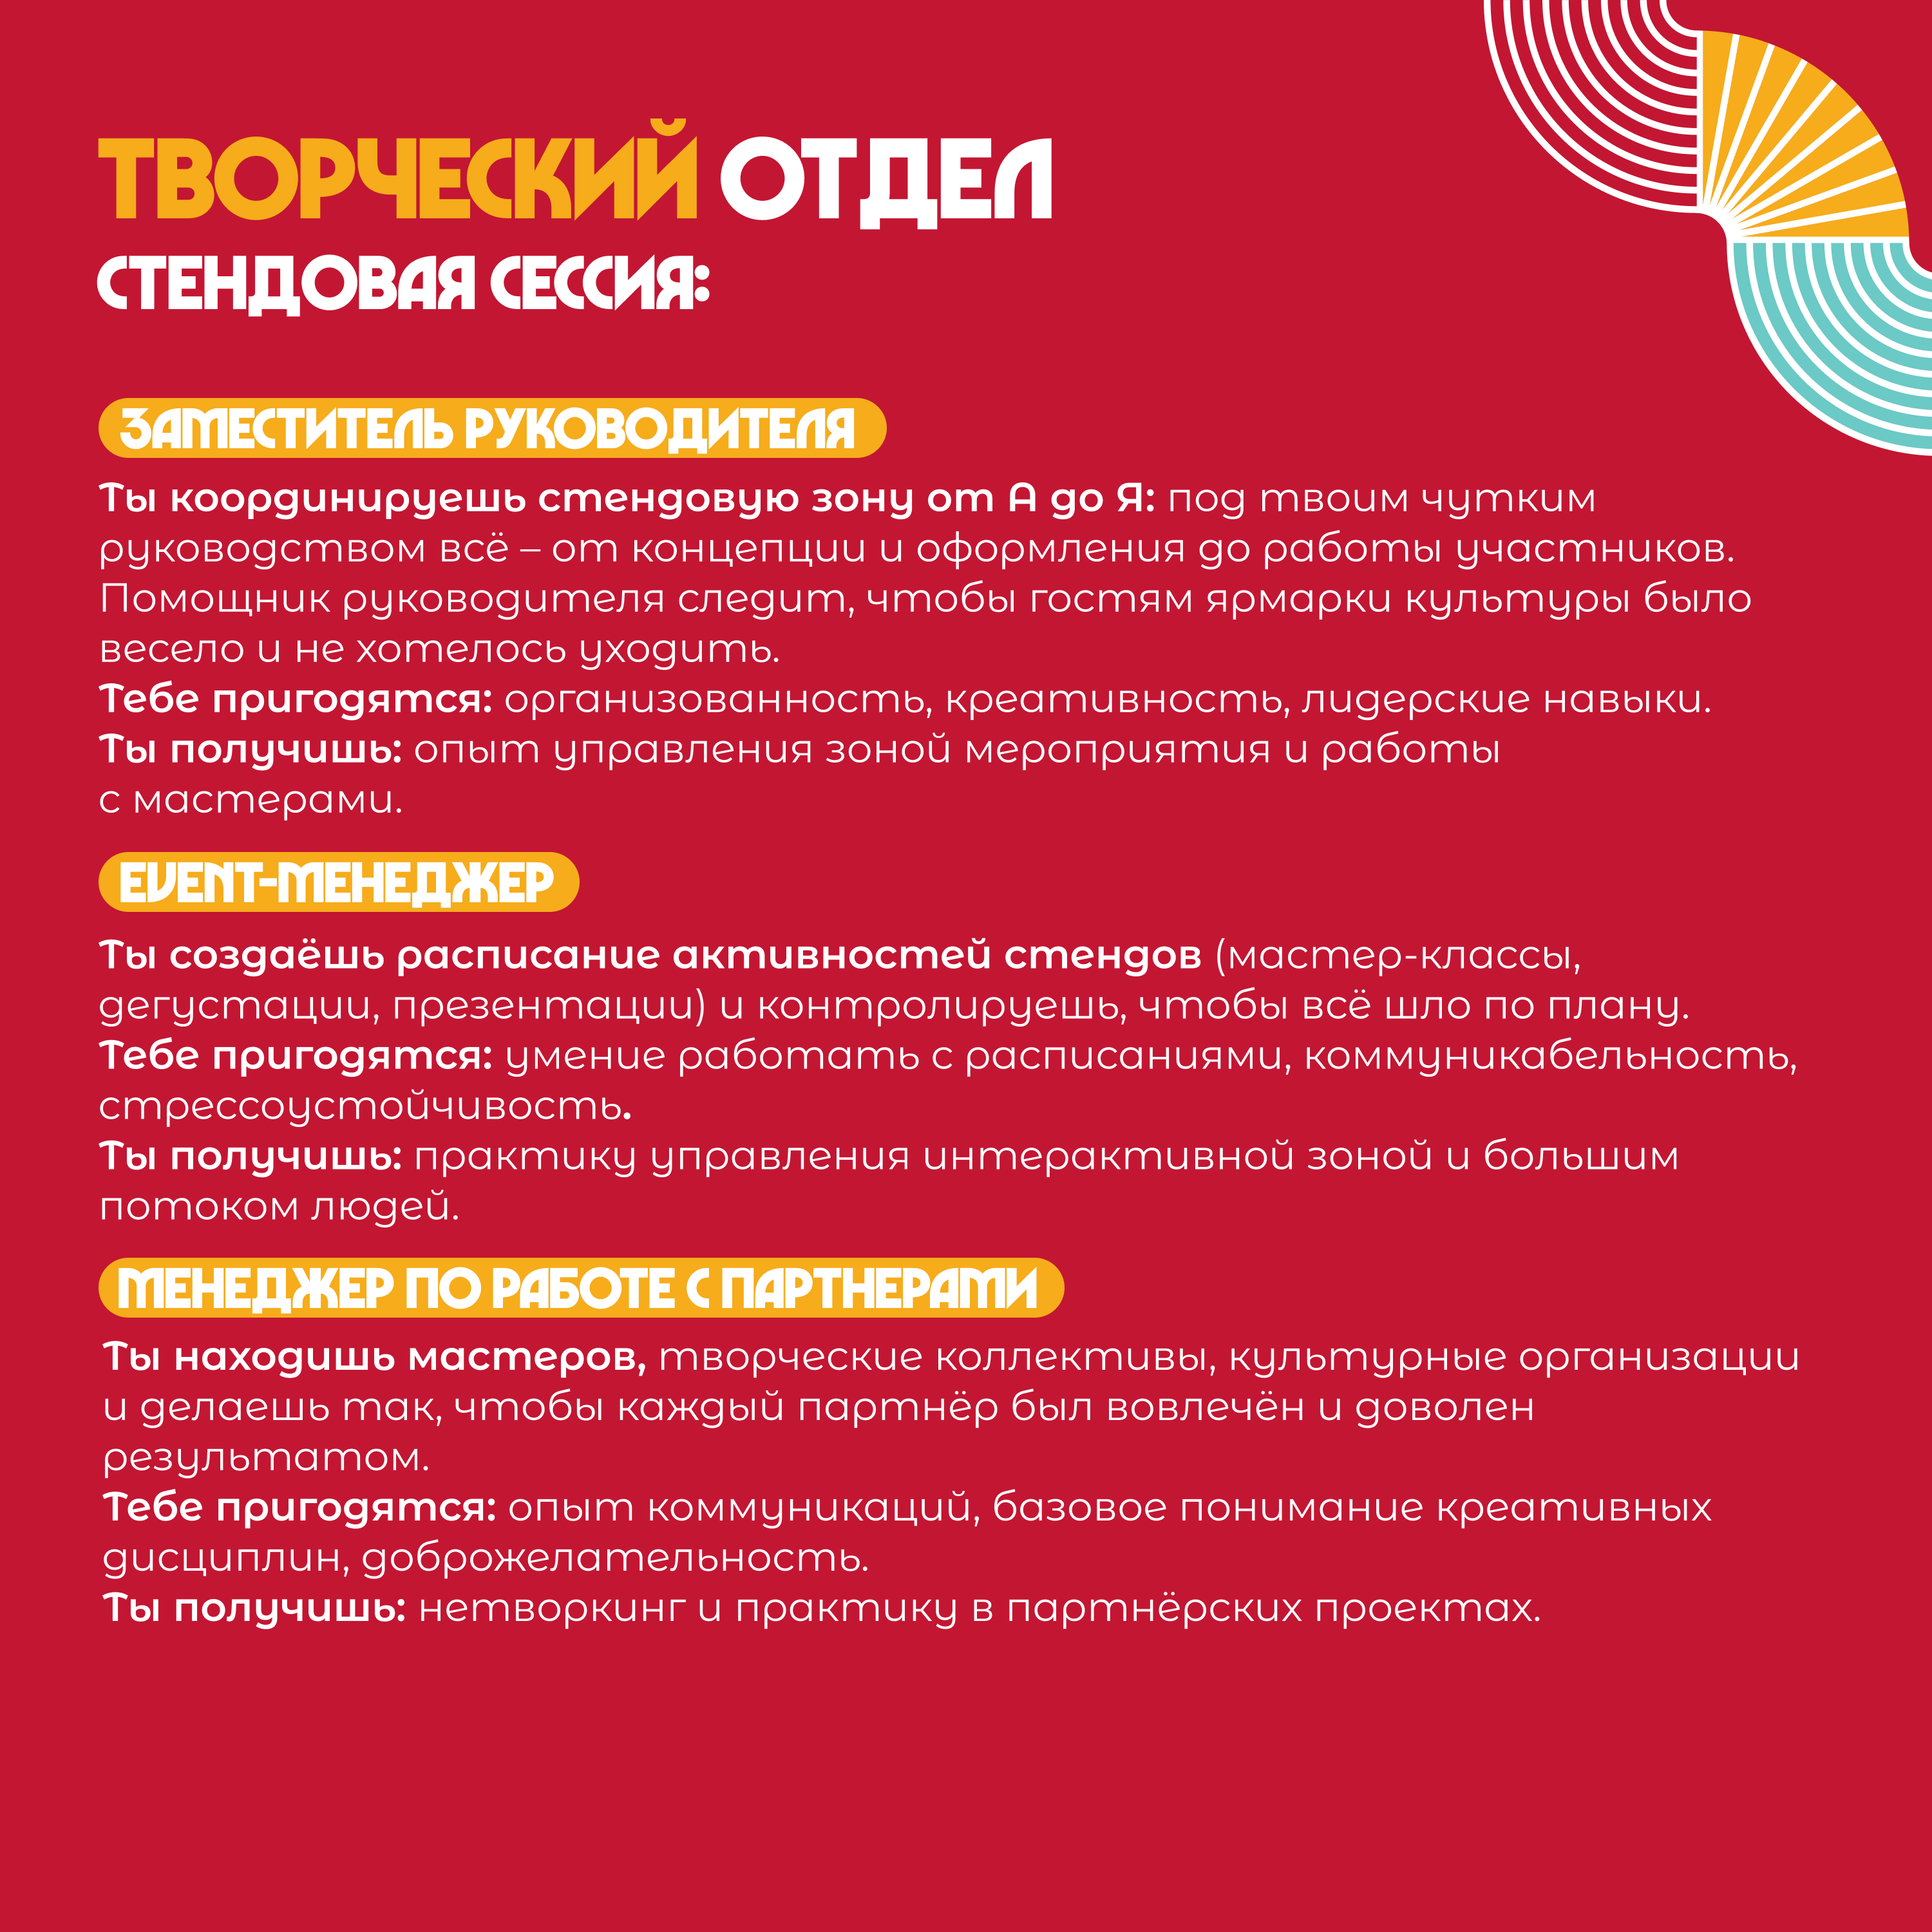 ТВОРЧЕСКИЙ ОТДЕЛ
СТЕНДОВАЯ СЕССИЯ:
ЗАМЕСТИТЕЛЬ РУКОВОДИТЕЛЯ
Ты координируешь стендовую зону от А до Я: под твоим чутким
руководством всё – от концепции и оформления до работы участников.
Помощник руководителя следит, чтобы гостям ярмарки культуры было
весело и не хотелось уходить.
Тебе пригодятся: организованность, креативность, лидерские навыки.
Ты получишь: опыт управления зоной мероприятия и работы
с мастерами.
EVENT-МЕНЕДЖЕР
Ты создаёшь расписание активностей стендов (мастер-классы,
дегустации, презентации) и контролируешь, чтобы всё шло по плану.
Тебе пригодятся: умение работать с расписаниями, коммуникабельность,
стрессоустойчивость.
Ты получишь: практику управления интерактивной зоной и большим
потоком людей.
МЕНЕДЖЕР ПО РАБОТЕ С ПАРТНЕРАМИ
Ты находишь мастеров, творческие коллективы, культурные организации
и делаешь так, чтобы каждый партнёр был вовлечён и доволен
результатом.
Тебе пригодятся: опыт коммуникаций, базовое понимание креативных
дисциплин, доброжелательность.
Ты получишь: нетворкинг и практику в партнёрских проектах.